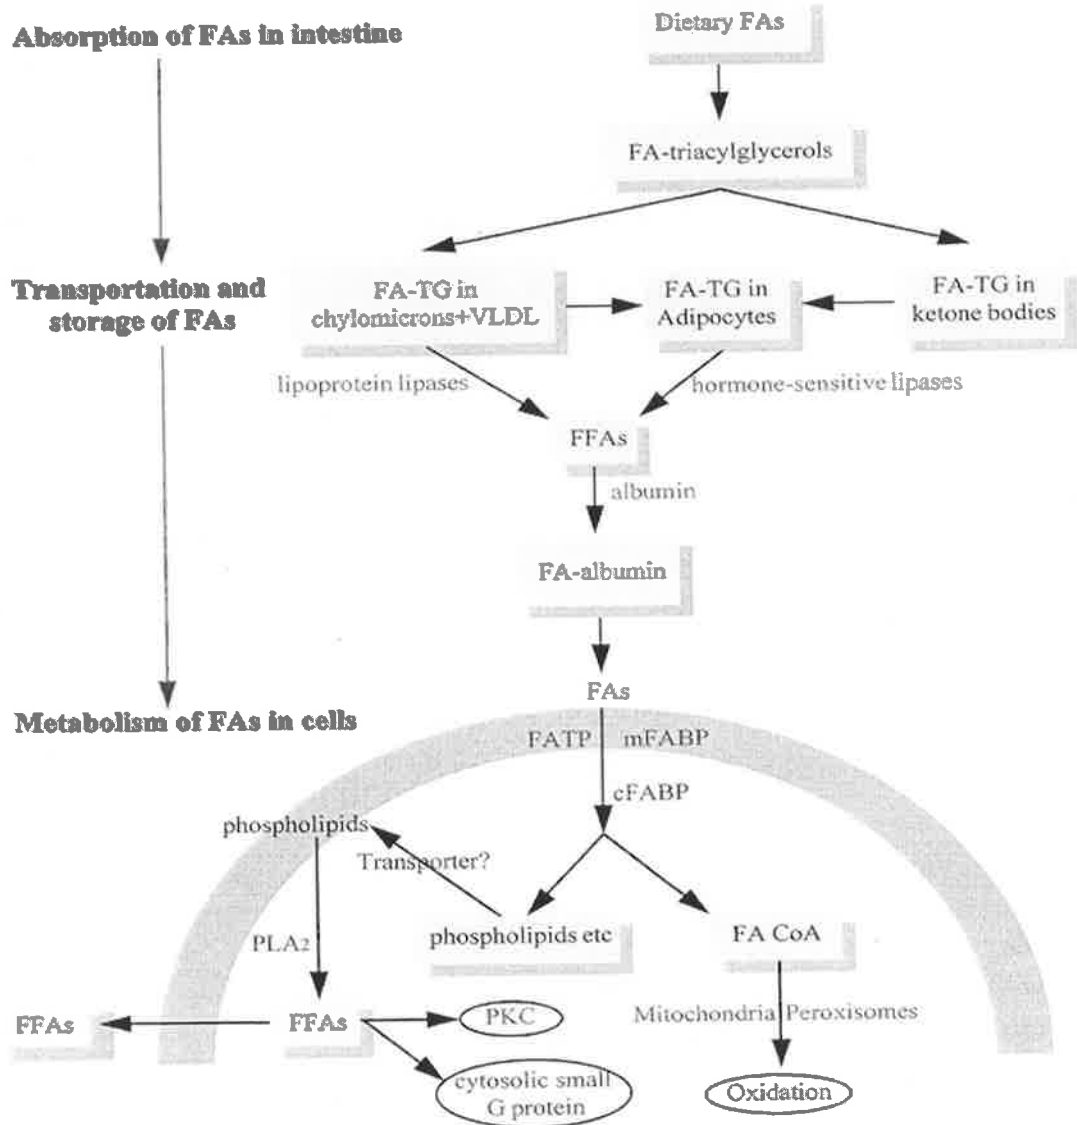 Absorption of FAs in intestine
Dietary FAs
FA-triacylglycerols
Transportation and
storage of FAs
FA-TG in
chylomicrons+VLDL
FA-TG in
Adipocytes
FA-TG in
ketone bodies
lipoprotein lipases
hormone-sensitive lipases
FFAs
albumin
FA-albumin
FAs
Metabolism of FAs in cells
FATP mFABP
cFABP
phospholipids
Transporter?
PLA2
phospholipids etc
FA CoA
Mitochondria Peroxisomes
FFAs
FFAs
PKC
cytosolic small
G protein
Oxidation